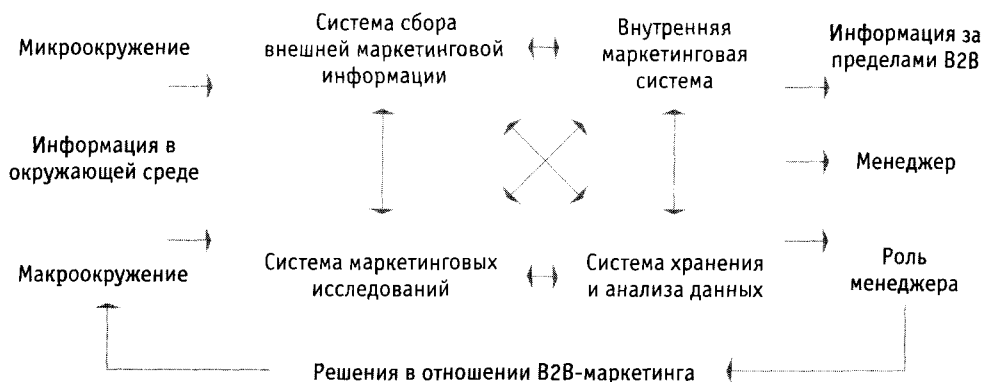 Микроокружение
Система сбора
внешней маркетинговой
информации
Внутренняя
маркетинговая
система
Информация за
пределами B2B
Информация в
окружающей среде
Менеджер
Макроокружение
Система маркетинговых
исследований
Система хранения
и анализа данных
Роль
менеджера
Решения в отношении B2B-маркетинга